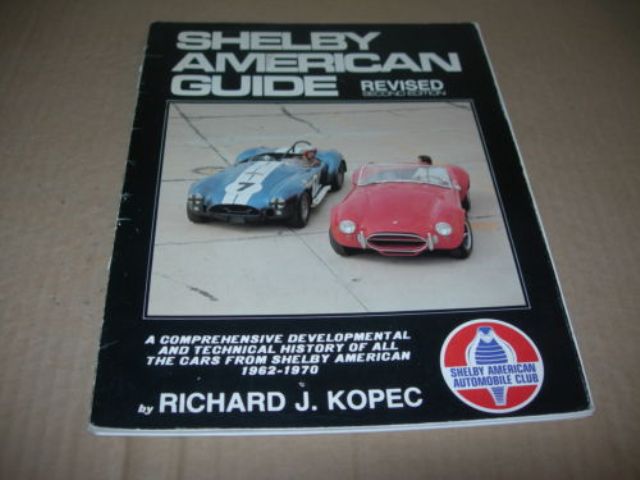 SHELBY
AMERICAN
GUIDE
REVISED
SECOND EDITION
7
A COMPREHENSIVE DEVELOPMENTAL
AND TECHNICAL HISTORY OF ALL
THE CARS FROM SHELBY AMERICAN
1962-1970
by RICHARD J. KOPEC
SHELBY AMERICAN
AUTOMOBILE CLUB